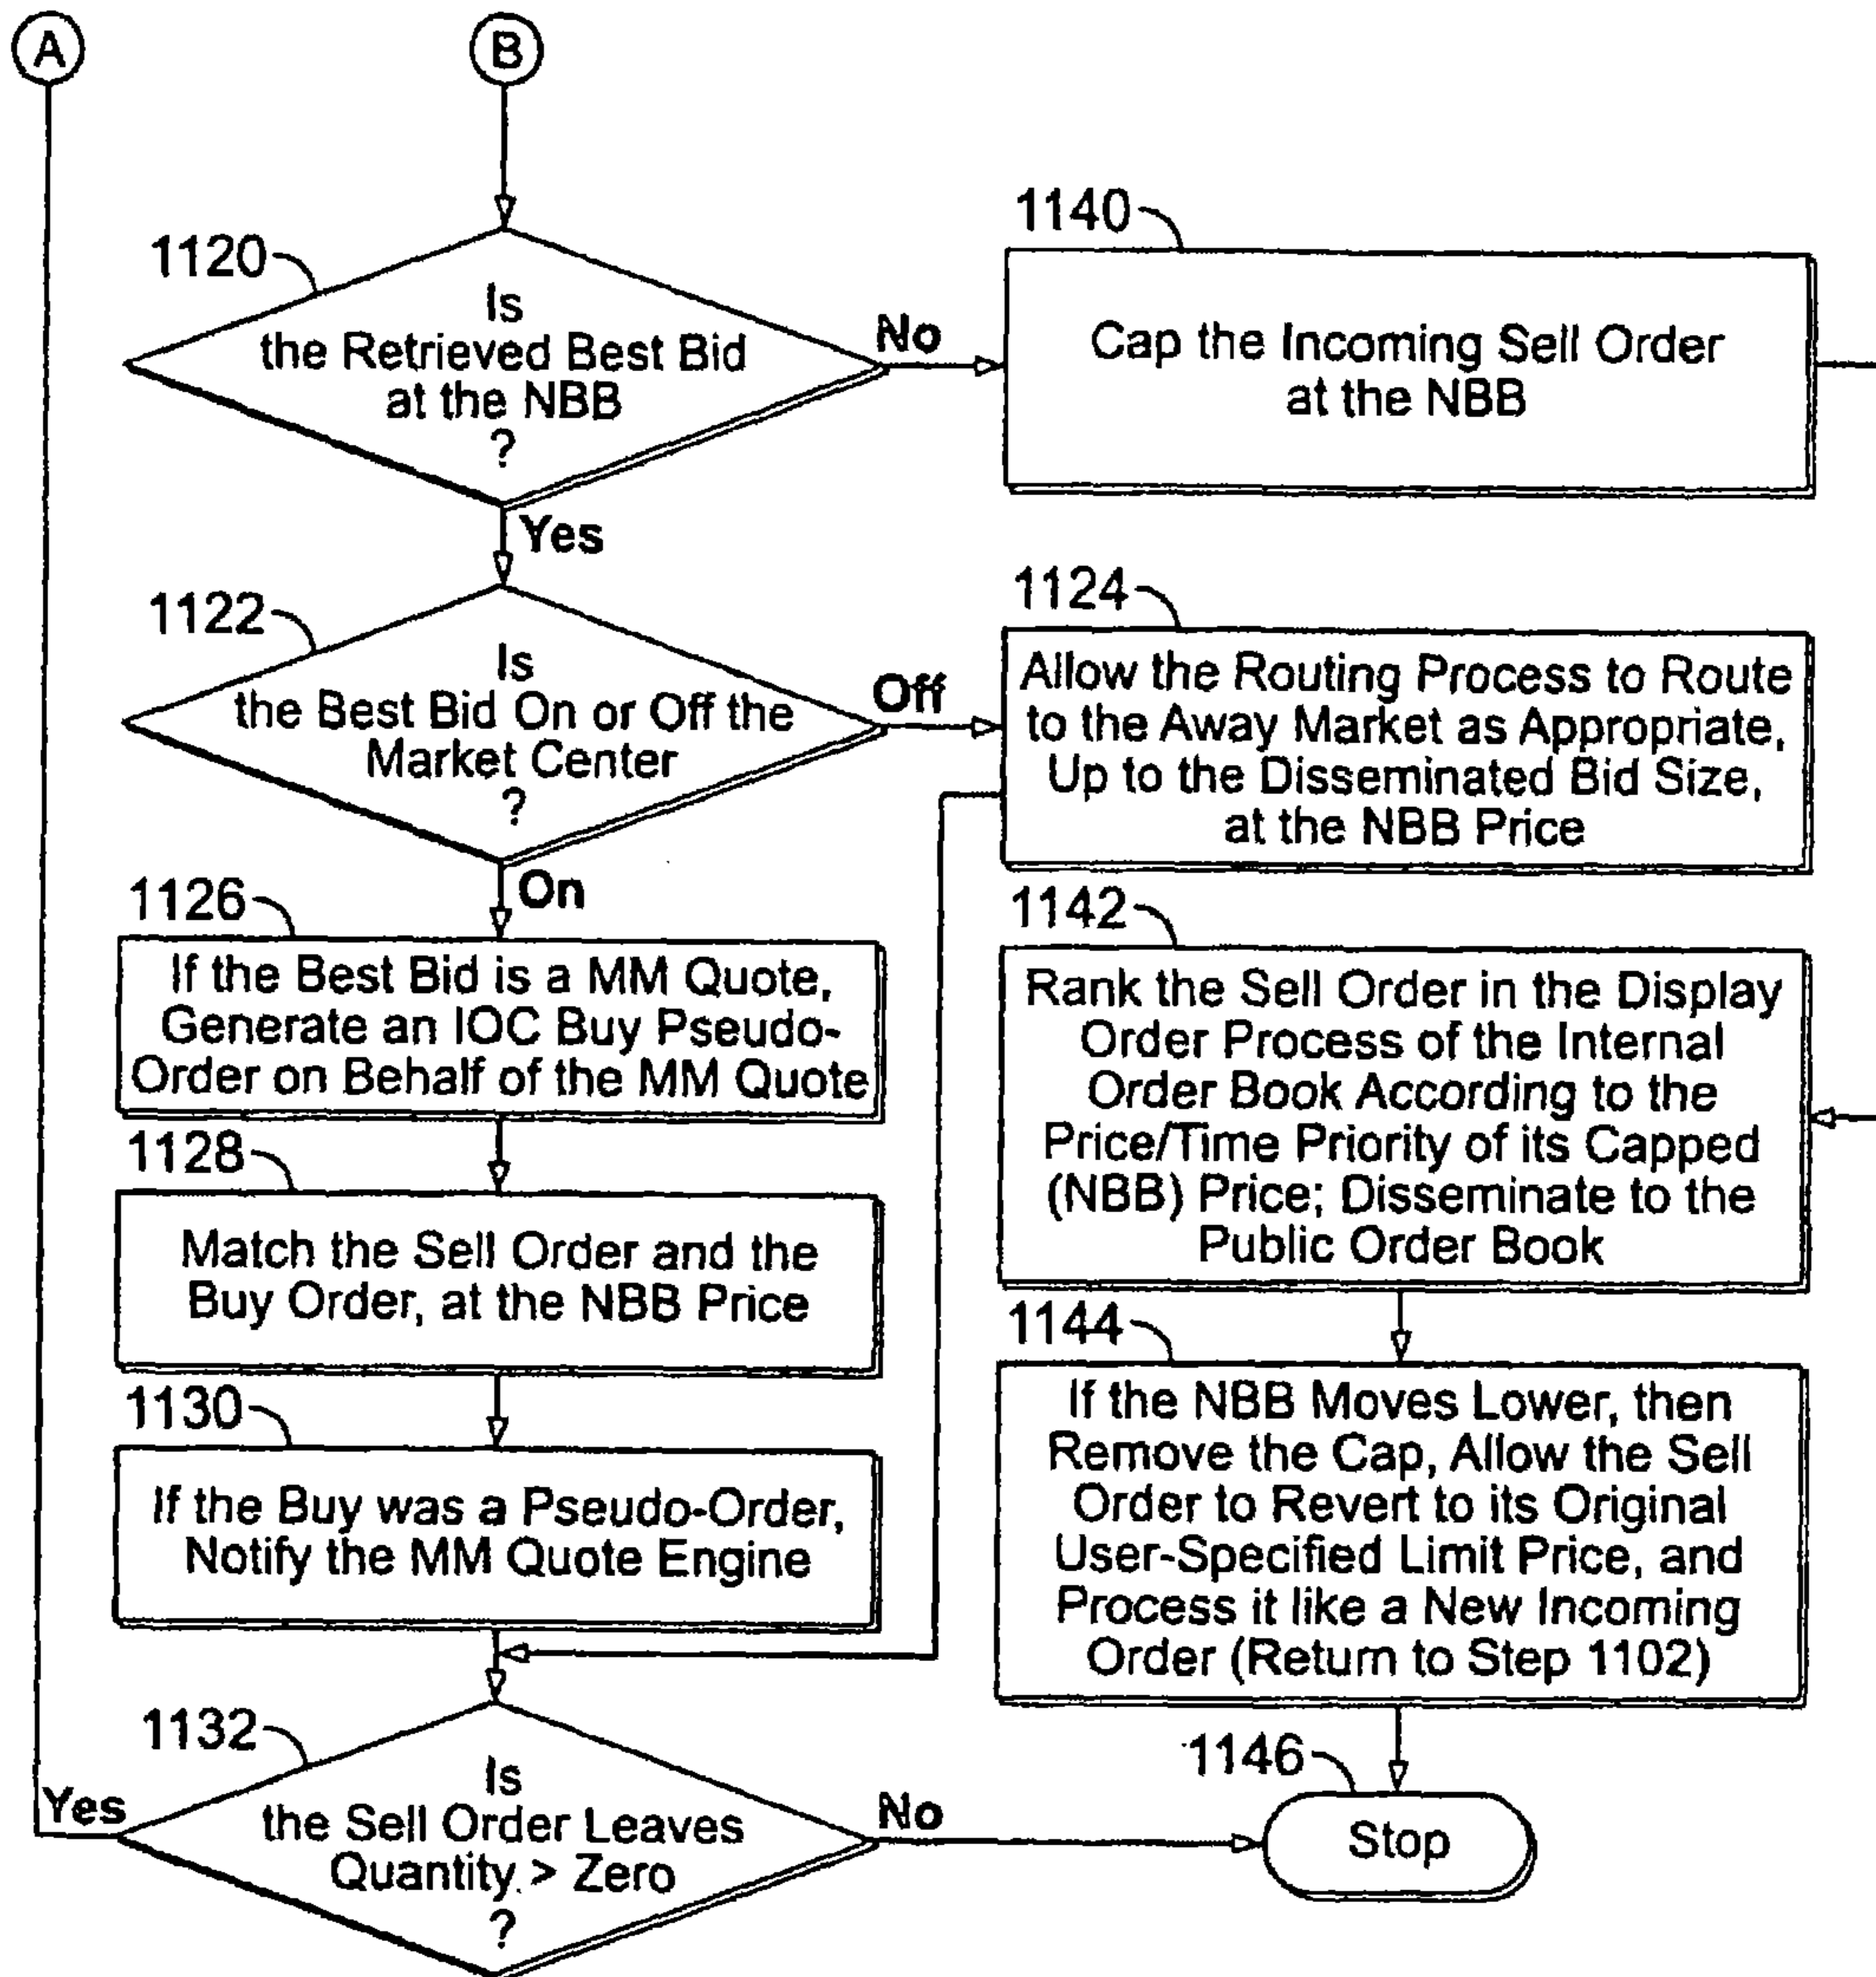 A
B
1120
Is
the Retrieved Best Bid
at the NBB
?
No
1140
Cap the Incoming Sell Order
at the NBB
Yes
1122
Is
the Best Bid On or Off the
Market Center
?
Off
1124
Allow the Routing Process to Route
to the Away Market as Appropriate,
Up to the Disseminated Bid Size,
at the NBB Price
On
1126
If the Best Bid is a MM Quote,
Generate an IOC Buy Pseudo-
Order on Behalf of the MM Quote
1128
Match the Sell Order and the
Buy Order, at the NBB Price
1130
If the Buy was a Pseudo-Order,
Notify the MM Quote Engine
1142
Rank the Sell Order in the Display
Order Process of the Internal
Order Book According to the
Price/Time Priority of its Capped
(NBB) Price; Disseminate to the
Public Order Book
1144
If the NBB Moves Lower, then
Remove the Cap, Allow the Sell
Order to Revert to its Original
User-Specified Limit Price, and
Process it like a New Incoming
Order (Return to Step 1102)
1132
Is
the Sell Order Leaves
Quantity > Zero
?
Yes
No
1146
Stop